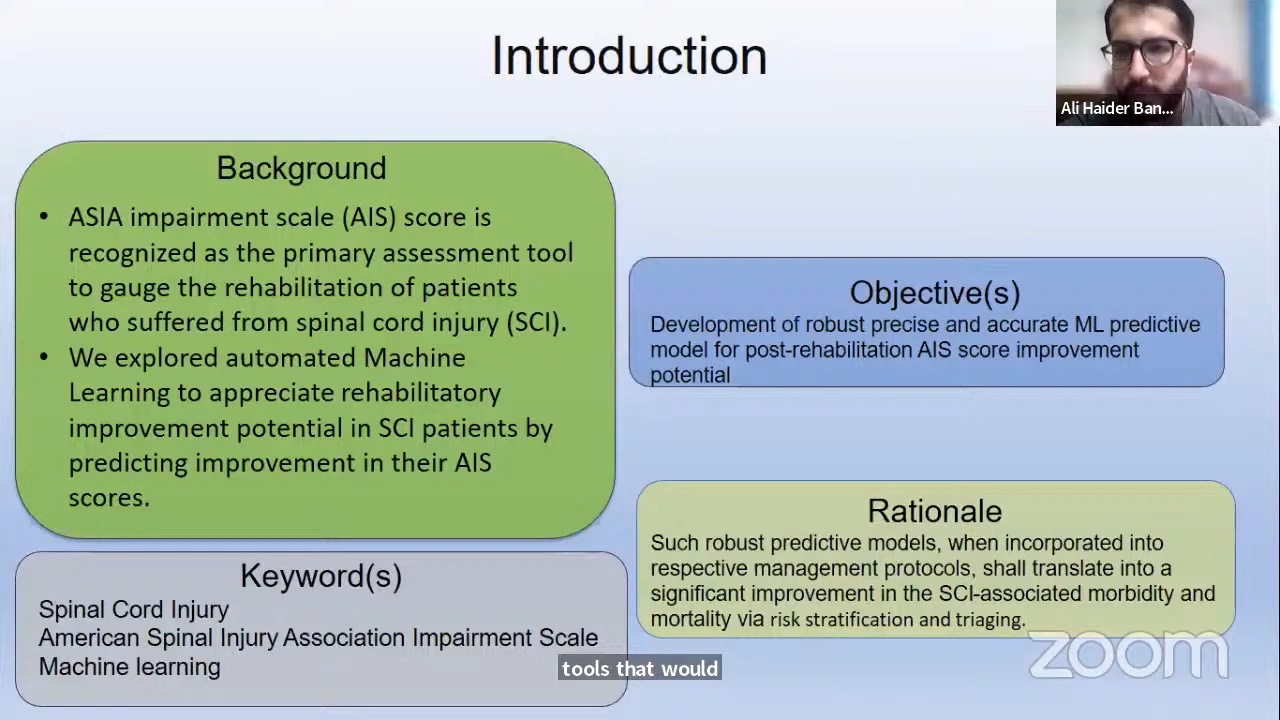 Introduction
Ali Haider Ban...
Background
• ASIA impairment scale (AIS) score is
recognized as the primary assessment tool
to gauge the rehabilitation of patients
who suffered from spinal cord injury (SCI).
• We explored automated Machine
Learning to appreciate rehabilitatory
improvement potential in SCI patients by
predicting improvement in their AIS
scores.
Objective(s)
Development of robust precise and accurate ML predictive
model for post-rehabilitation AIS score improvement
potential
Rationale
Such robust predictive models, when incorporated into
respective management protocols, shall translate into a
significant improvement in the SCI-associated morbidity and
mortality via risk stratification and triaging.
Keyword(s)
Spinal Cord Injury
American Spinal Injury Association Impairment Scale
Machine learning
tools that would
zoom